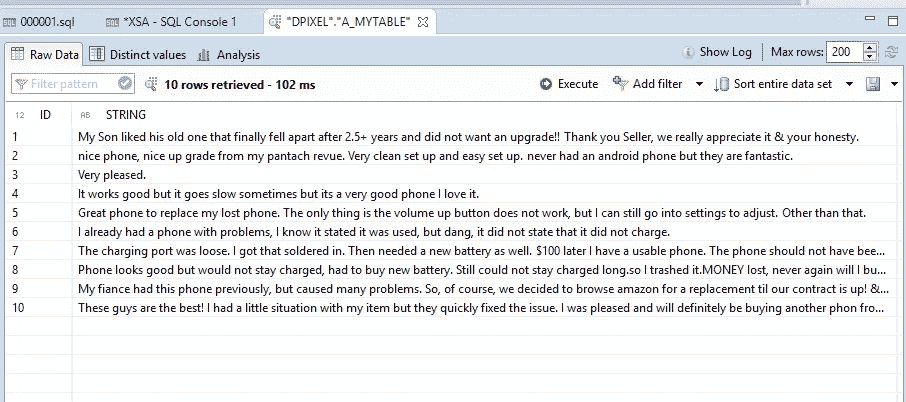 000001.sql *XSA - SQL Console 1 "DPIXEL"."A_MYTABLE"
Raw Data Distinct values Analysis Show Log Max rows: 200
Filter pattern 10 rows retrieved - 102 ms Execute Add filter Sort entire data set
12 ID AB STRING
1 My Son liked his old one that finally fell apart after 2.5+ years and did not want an upgrade!! Thank you Seller, we really appreciate it & your honesty.
2 nice phone, nice up grade from my pantach revue. Very clean set up and easy set up. never had an android phone but they are fantastic.
3 Very pleased.
4 It works good but it goes slow sometimes but its a very good phone I love it.
5 Great phone to replace my lost phone. The only thing is the volume up button does not work, but I can still go into settings to adjust. Other than that.
6 I already had a phone with problems, I know it stated it was used, but dang, it did not state that it did not charge.
7 The charging port was loose. I got that soldered in. Then needed a new battery as well. $100 later I have a usable phone. The phone should not have bee...
8 Phone looks good but would not stay charged, had to buy new battery. Still could not stay charged long.so I trashed it.MONEY lost, never again will I bu...
9 My fiance had this phone previously, but caused many problems. So, of course, we decided to browse amazon for a replacement til our contract is up! &...
10 These guys are the best! I had a little situation with my item but they quickly fixed the issue. I was pleased and will definitely be buying another phon fro...